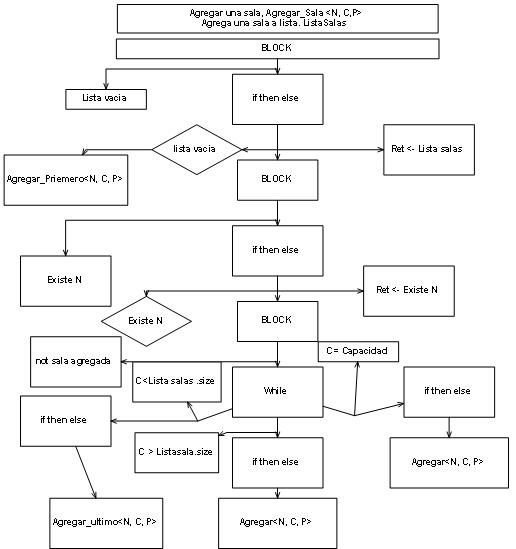 Agregar una sala, Agregar_Sala <N, C,P>
Agrega una sala a lista. ListaSalas
BLOCK
Lista vacia
if then else
lista vacia
Ret <- Lista salas
Agregar_Priemero<N, C, P>
BLOCK
if then else
Existe N
Ret <- Existe N
Existe N
BLOCK
C= Capacidad
not sala agregada
C<Lista salas .size
While
if then else
if then else
C > Listasala.size
if then else
Agregar<N, C, P>
Agregar_ultimo<N, C, P>
Agregar<N, C, P>